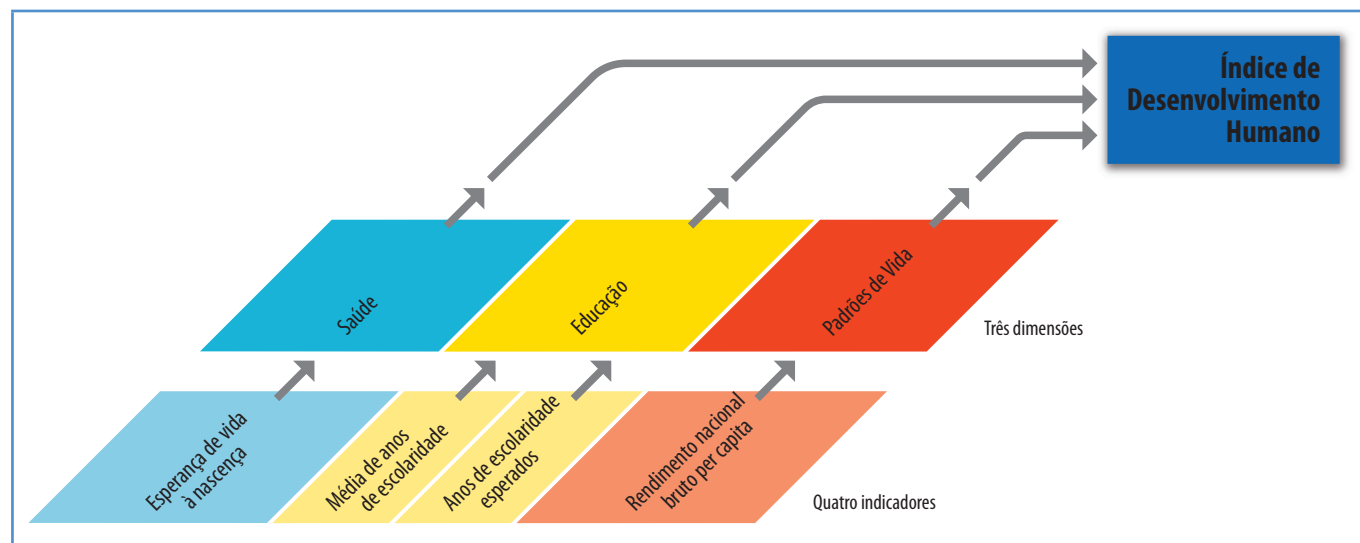 Índice de
Desenvolvimento
Humano
Saúde
Educação
Padrões de Vida
Três dimensões
Esperança de vida
à nascença
Média de anos
de escolaridade
Anos de escolaridade
esperados
Rendimento nacional
bruto per capita
Quatro indicadores